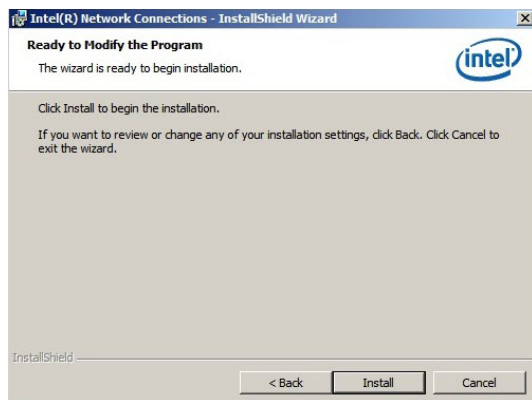 Intel(R) Network Connections - InstallShield Wizard
Ready to Modify the Program
The wizard is ready to begin installation.
intel
Click Install to begin the installation.
If you want to review or change any of your installation settings, click Back. Click Cancel to
exit the wizard.
InstallShield
< Back Install Cancel